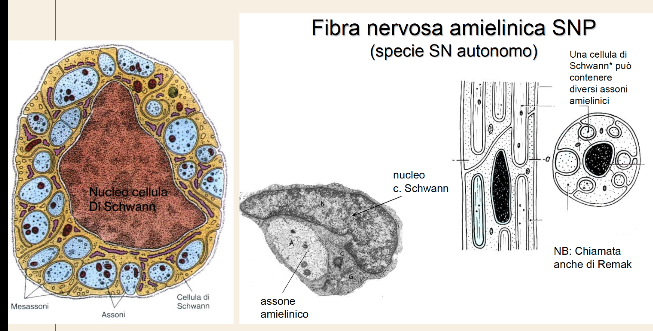 Fibra nervosa amielinica SNP
(specie SN autonomo)
Una cellula di
Schwann* può
contenere
diversi assoni
amielinici
nucleo
c. Schwann
Nucleo cellula
Di Schwann
A
NB: Chiamata
anche di Remak
assone
amielinico
Mesassoni
Assoni
Cellula di
Schwann